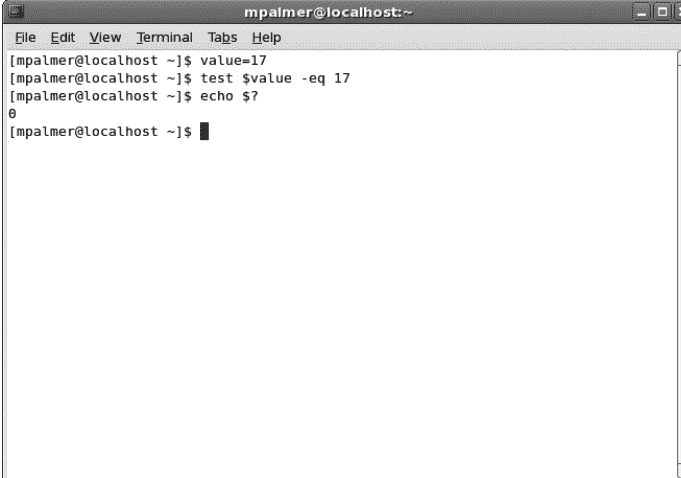 mpalmer@localhost:~
File Edit View Terminal Tabs Help
[mpalmer@localhost ~]$ value=17
[mpalmer@localhost ~]$ test $value -eq 17
[mpalmer@localhost ~]$ echo $?
0
[mpalmer@localhost ~]$